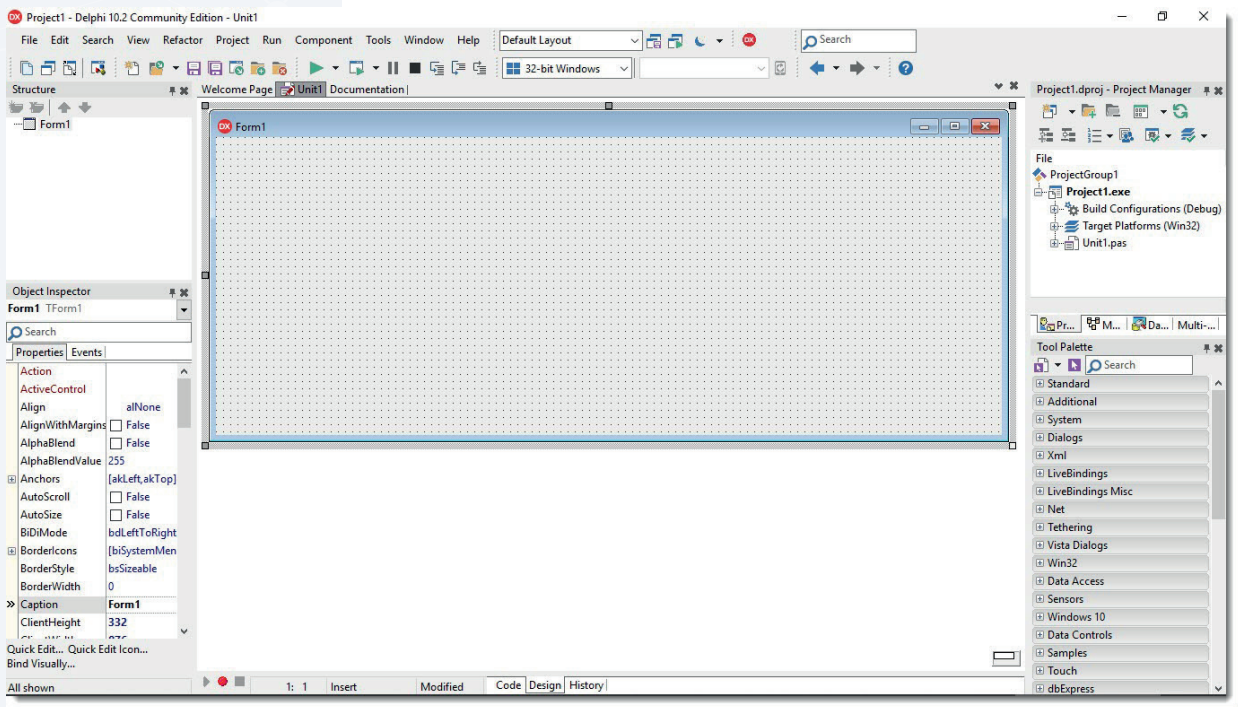 DX Project1 - Delphi 10.2 Community Edition - Unit1
File Edit Search View Refactor Project Run Component Tools Window Help Default Layout Search
32-bit Windows
Structure
Form1
Welcome Page Unit1 Documentation
DX Form1
Project1.dproj - Project Manager
File
ProjectGroup1
Project1.exe
Build Configurations (Debug)
Target Platforms (Win32)
Unit1.pas
Pr... M... Da... Multi-...
Object Inspector
Form1 TForm1
Search
Properties Events
Action
ActiveControl
Align alNone
AlignWithMargins False
AlphaBlend False
AlphaBlendValue 255
Anchors [akLeft,akTop]
AutoScroll False
AutoSize False
BiDiMode bdLeftToRight
BorderIcons [biSystemMen
BorderStyle bsSizeable
BorderWidth 0
Caption Form1
ClientHeight 332
Quick Edit... Quick Edit Icon...
Bind Visually...
All shown
1: 1 Insert Modified Code Design History
Tool Palette
Search
Standard
Additional
System
Dialogs
Xml
LiveBindings
LiveBindings Misc
Net
Tethering
Vista Dialogs
Win32
Data Access
Sensors
Windows 10
Data Controls
Samples
Touch
dbExpress